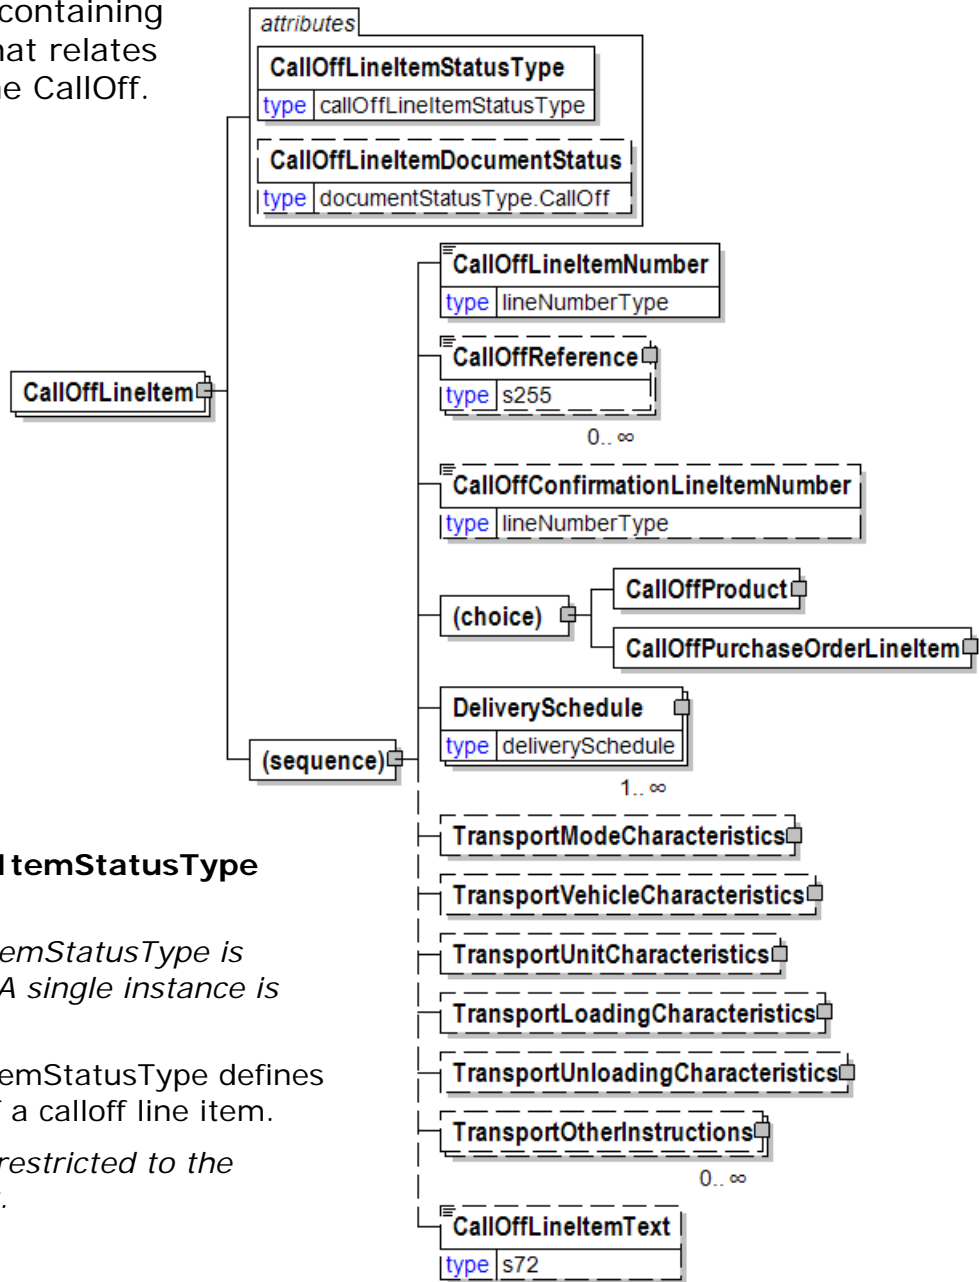 containing
hat relates
e CallOff.
attributes
CallOffLineItemStatusType
type callOffLineItemStatusType
CallOffLineItemDocumentStatus
type documentStatusType.CallOff
CallOffLineItemNumber
type lineNumberType
CallOffReference
type s255
0.. ∞
CallOffLineItem
CallOffConfirmationLineItemNumber
type lineNumberType
(choice)
CallOffProduct
CallOffPurchaseOrderLineItem
DeliverySchedule
type deliverySchedule
1.. ∞
(sequence)
TransportModeCharacteristics
TransportVehicleCharacteristics
TransportUnitCharacteristics
TransportLoadingCharacteristics
TransportUnloadingCharacteristics
TransportOtherInstructions
0.. ∞
CallOffLineItemText
type s72
ItemStatusType
emStatusType is
A single instance is
emStatusType defines
f a calloff line item.
restricted to the